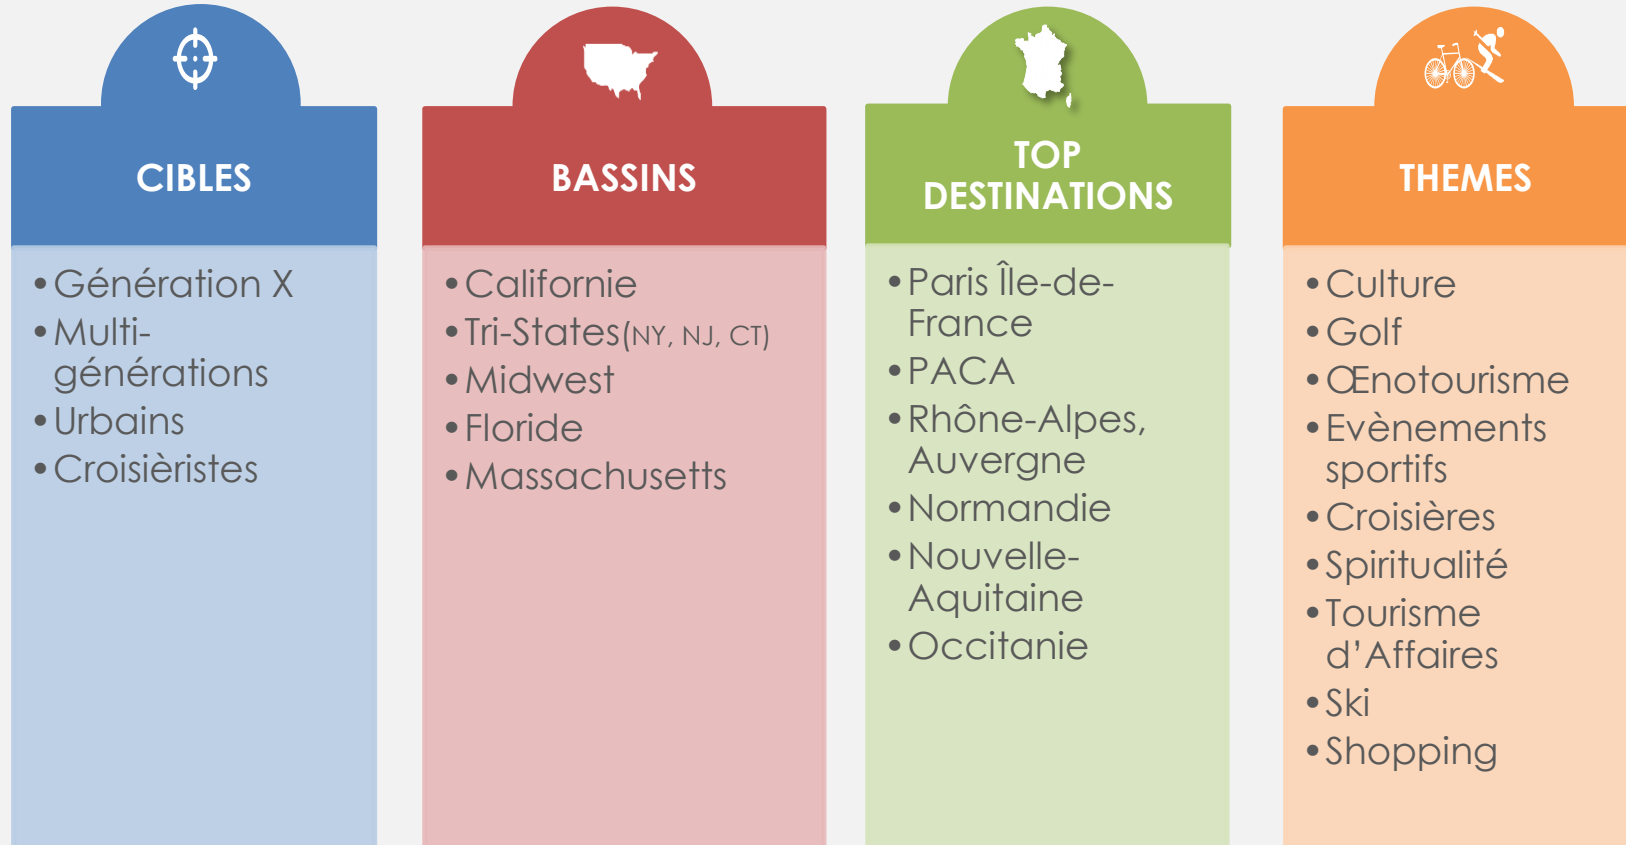 CIBLES
• Génération X
• Multi-
générations
• Urbains
• Croisièristes
BASSINS
• Californie
• Tri-States(NY, NJ, CT)
• Midwest
• Floride
• Massachusetts
TOP
DESTINATIONS
• Paris Île-de-
France
• PACA
• Rhône-Alpes,
Auvergne
• Normandie
• Nouvelle-
Aquitaine
• Occitanie
THEMES
• Culture
• Golf
• Œnotourisme
• Evènements
sportifs
• Croisières
• Spiritualité
• Tourisme
d’Affaires
• Ski
• Shopping